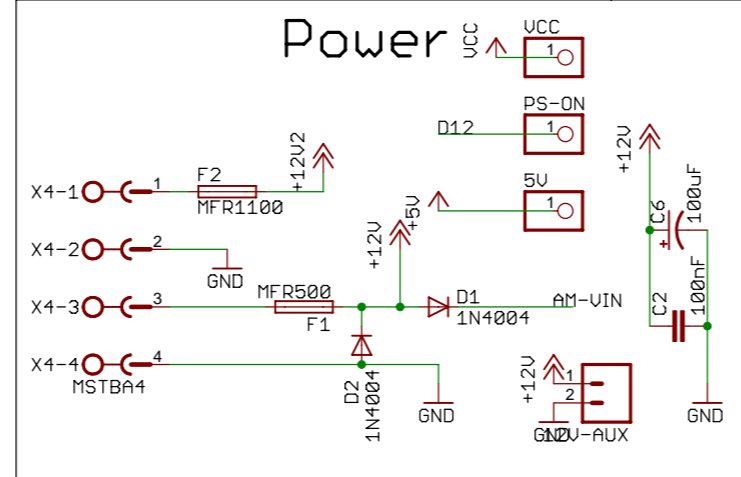 Power
VCC
VCC
1
PS-ON
D12
1
+12V
5V
+5V
1
X4-1
1
F2
MFR1100
+12V2
X4-2
2
GND
+12V
C6
100uF
+
X4-3
3
MFR500
F1
D1
1N4004
AM-VIN
C2
100nF
X4-4
4
MSTBA4
D2
1N4004
GND
+12V
1
2
GND
12V-AUX
GND